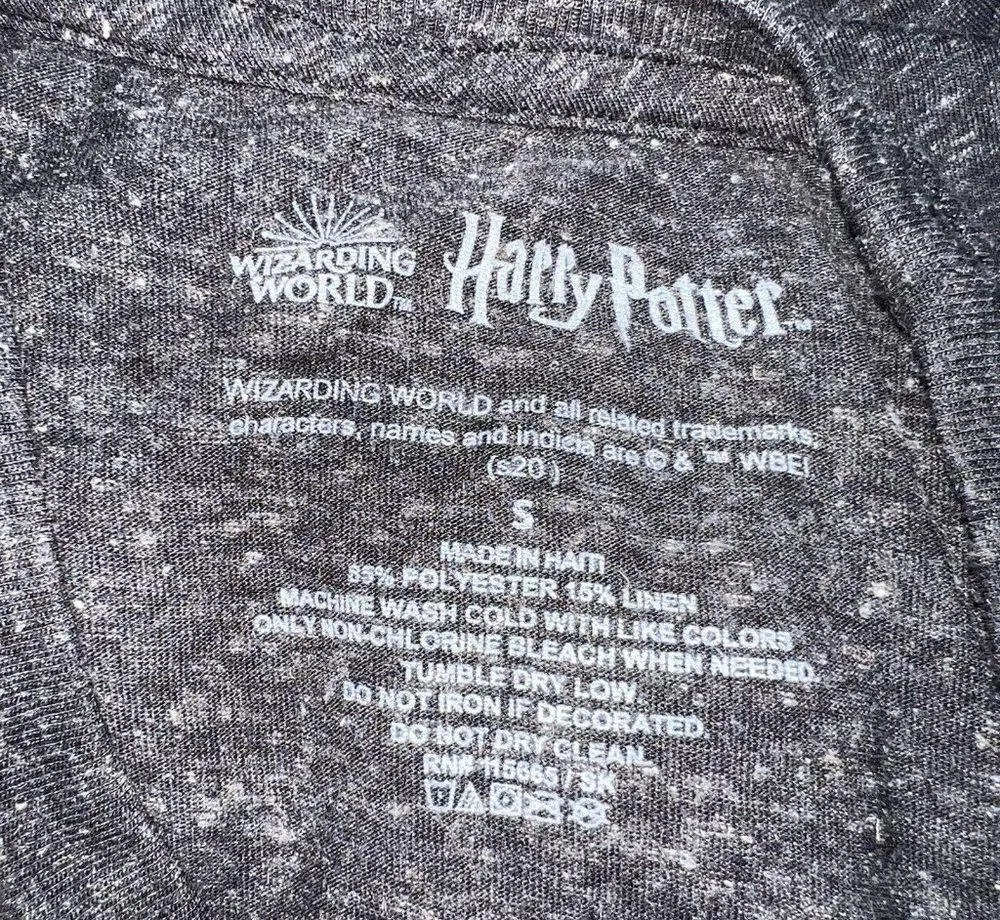 WIZARDING
WORLD™
Harry Potter™
WIZARDING WORLD and all related trademarks,
characters, names and indicia are © & ™ WBEI
(s20)
S
MADE IN HAITI
85% POLYESTER 15% LINEN
MACHINE WASH COLD WITH LIKE COLORS
ONLY NON-CHLORINE BLEACH WHEN NEEDED.
TUMBLE DRY LOW.
DO NOT IRON IF DECORATED.
DO NOT DRY CLEAN.
RN# / SK